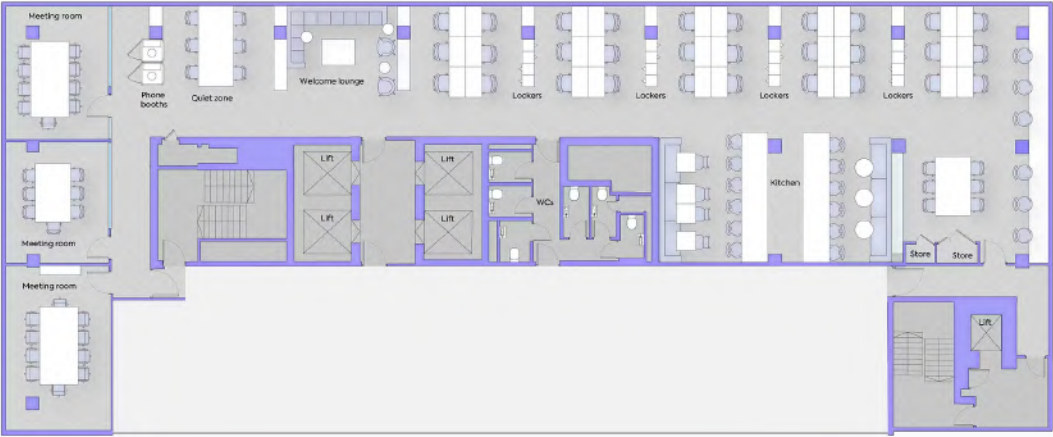 Meeting room
Phone
booths
Quiet zone
Welcome lounge
Lockers
Lockers
Lockers
Lockers
Lift
Lift
Lift
Lift
WCs
Kitchen
Meeting room
Meeting room
Store
Store
Lift